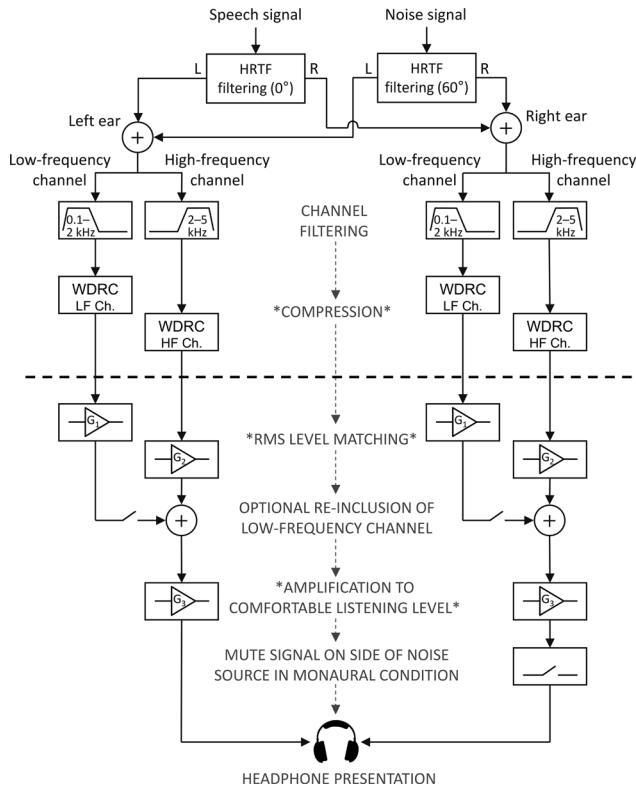 Speech signal
Noise signal
L
HRTF
filtering (0°)
R
L
HRTF
filtering (60°)
R
Left ear
+
+
Right ear
Low-frequency
channel
High-frequency
channel
Low-frequency
channel
High-frequency
channel
0.1–
2 kHz
2–5
kHz
CHANNEL
FILTERING
0.1–
2 kHz
2–5
kHz
WDRC
LF Ch.
WDRC
HF Ch.
*COMPRESSION*
WDRC
LF Ch.
WDRC
HF Ch.
G1
G2
*RMS LEVEL MATCHING*
G1
G2
+
OPTIONAL RE-INCLUSION OF
LOW-FREQUENCY CHANNEL
+
G3
*AMPLIFICATION TO
COMFORTABLE LISTENING LEVEL*
G3
MUTE SIGNAL ON SIDE OF NOISE
SOURCE IN MONAURAL CONDITION
HEADPHONE PRESENTATION